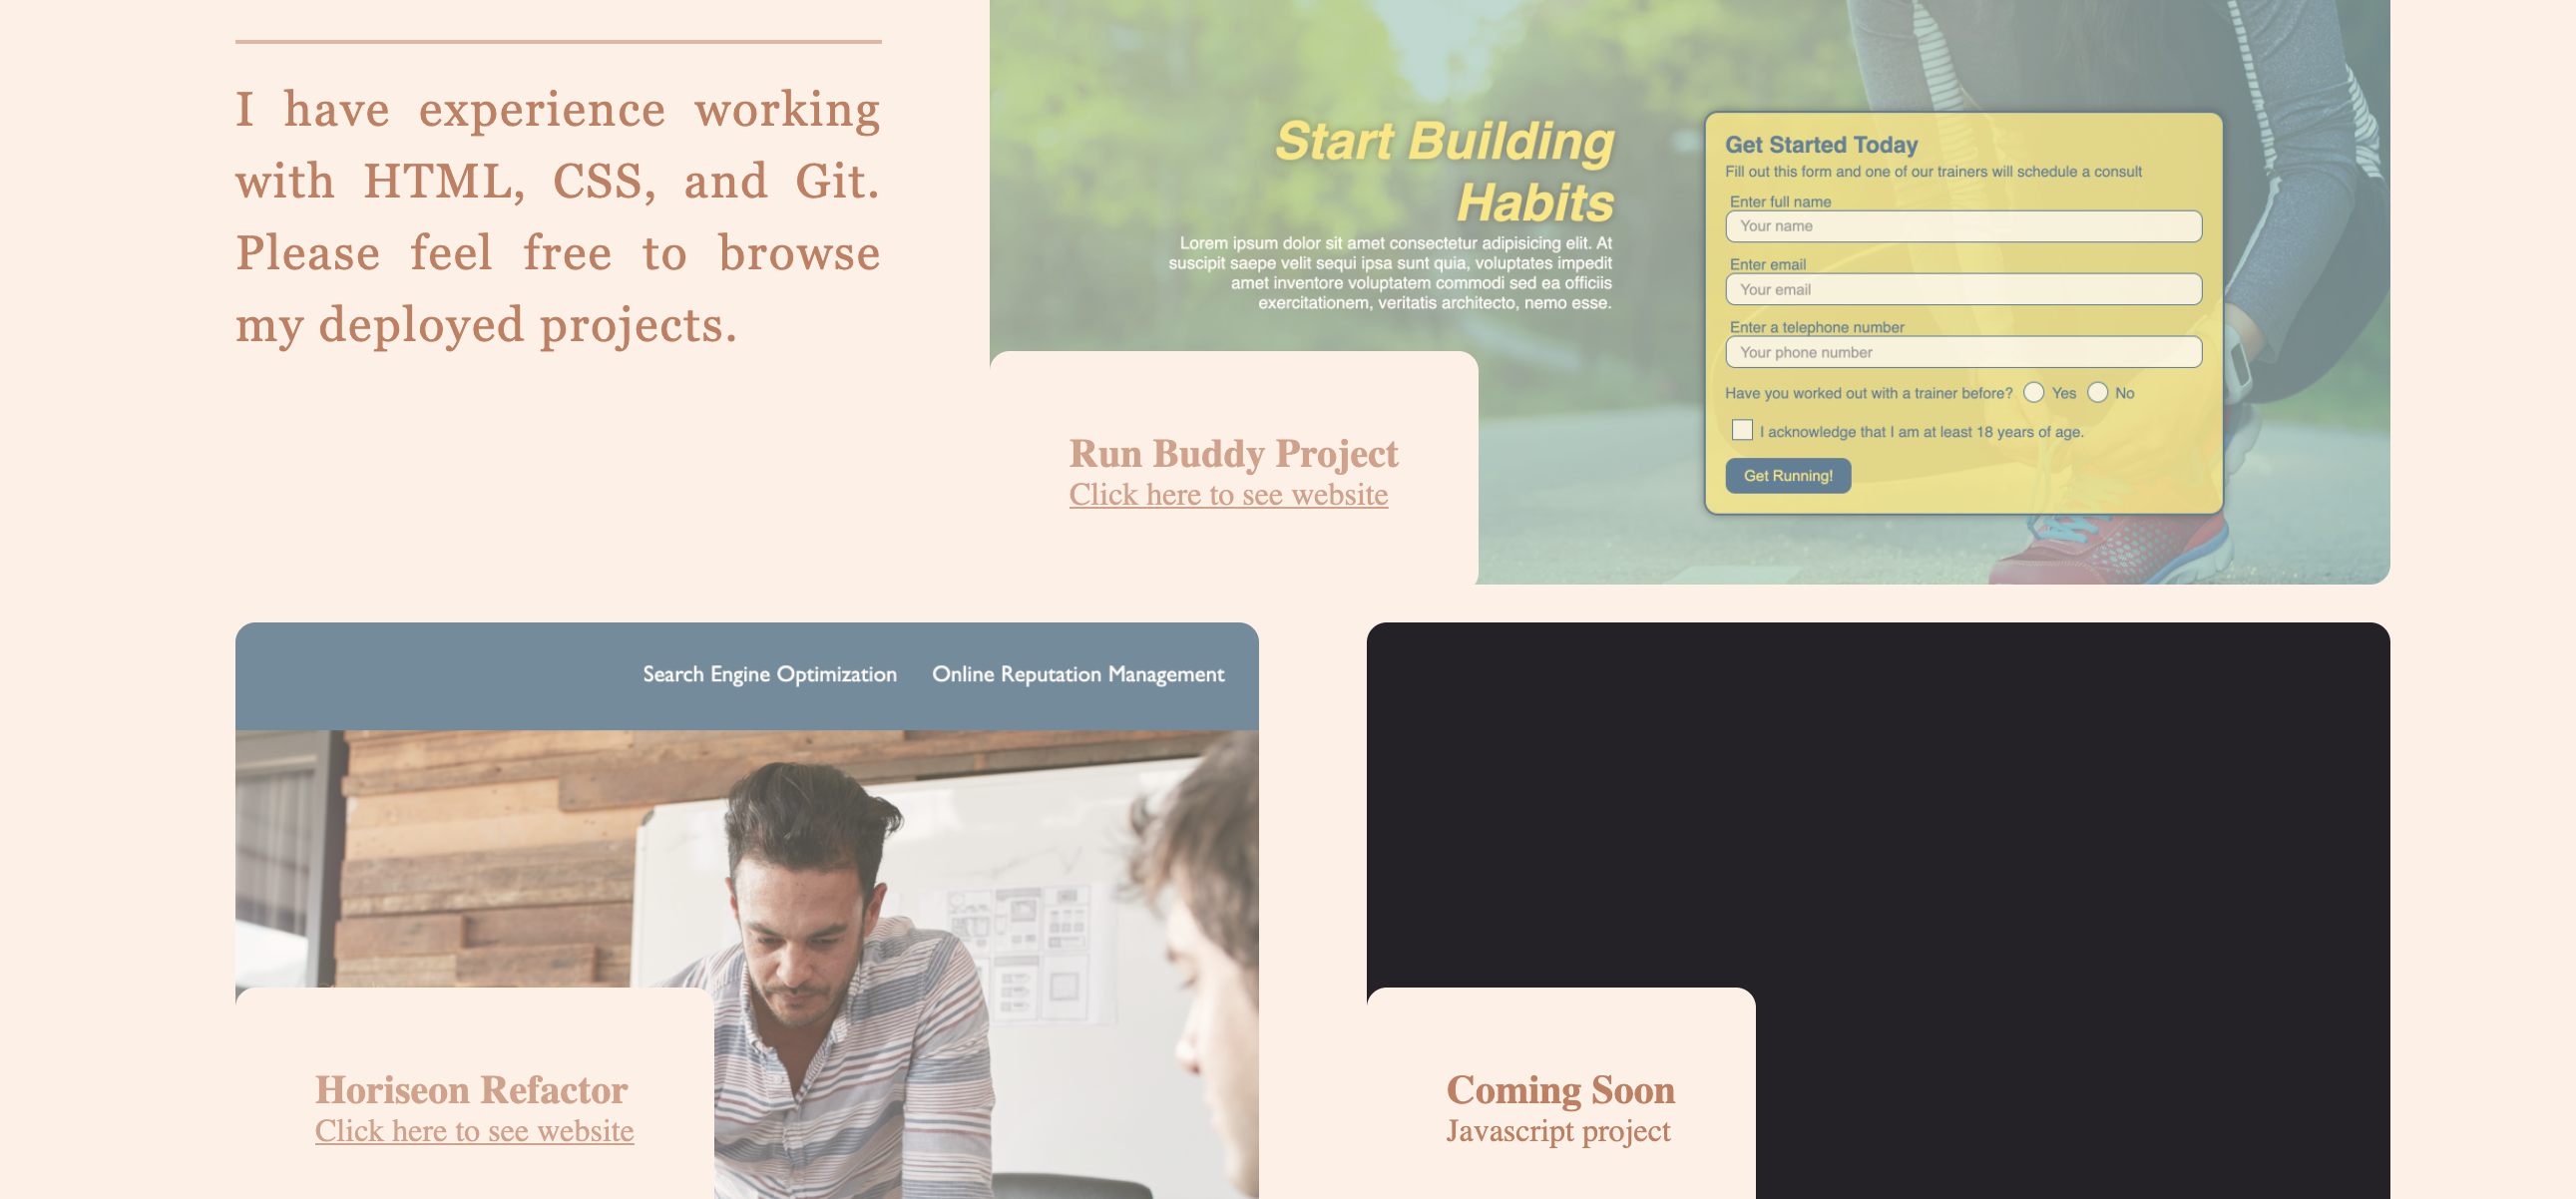 I have experience working
with HTML, CSS, and Git.
Please feel free to browse
my deployed projects.
Start Building
Habits
Lorem ipsum dolor sit amet consectetur adipisicing elit. At
suscipit saepe velit sequi ipsa sunt quia, voluptates impedit
amet inventore voluptatem commodi sed ea officiis
exercitationem, veritatis architecto, nemo esse.
Get Started Today
Fill out this form and one of our trainers will schedule a consult
Enter full name
Your name
Enter email
Your email
Enter a telephone number
Your phone number
Have you worked out with a trainer before? Yes No
I acknowledge that I am at least 18 years of age.
Get Running!
Run Buddy Project
Click here to see website
Search Engine Optimization Online Reputation Management
Horiseon Refactor
Click here to see website
Coming Soon
Javascript project